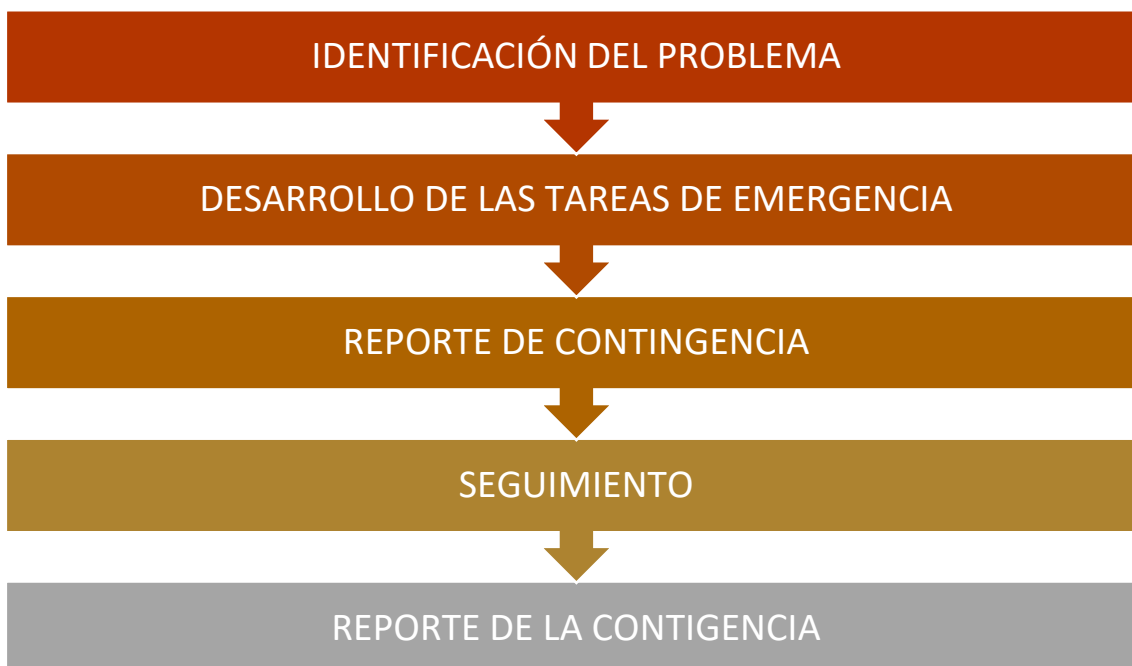 IDENTIFICACIÓN DEL PROBLEMA
DESARROLLO DE LAS TAREAS DE EMERGENCIA
REPORTE DE CONTINGENCIA
SEGUIMIENTO
REPORTE DE LA CONTIGENCIA